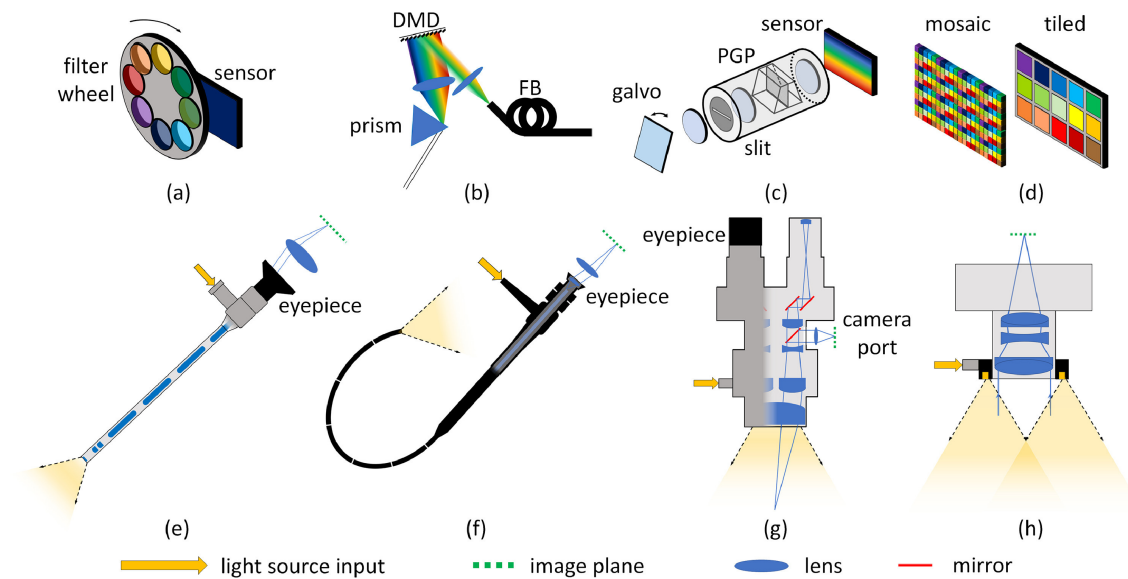 filter
wheel
sensor
(a)
DMD
prism
FB
(b)
galvo
PGP
slit
sensor
(c)
mosaic tiled
(d)
eyepiece
(e)
eyepiece
(f)
eyepiece
camera
port
(g)
(h)
light source input image plane lens mirror